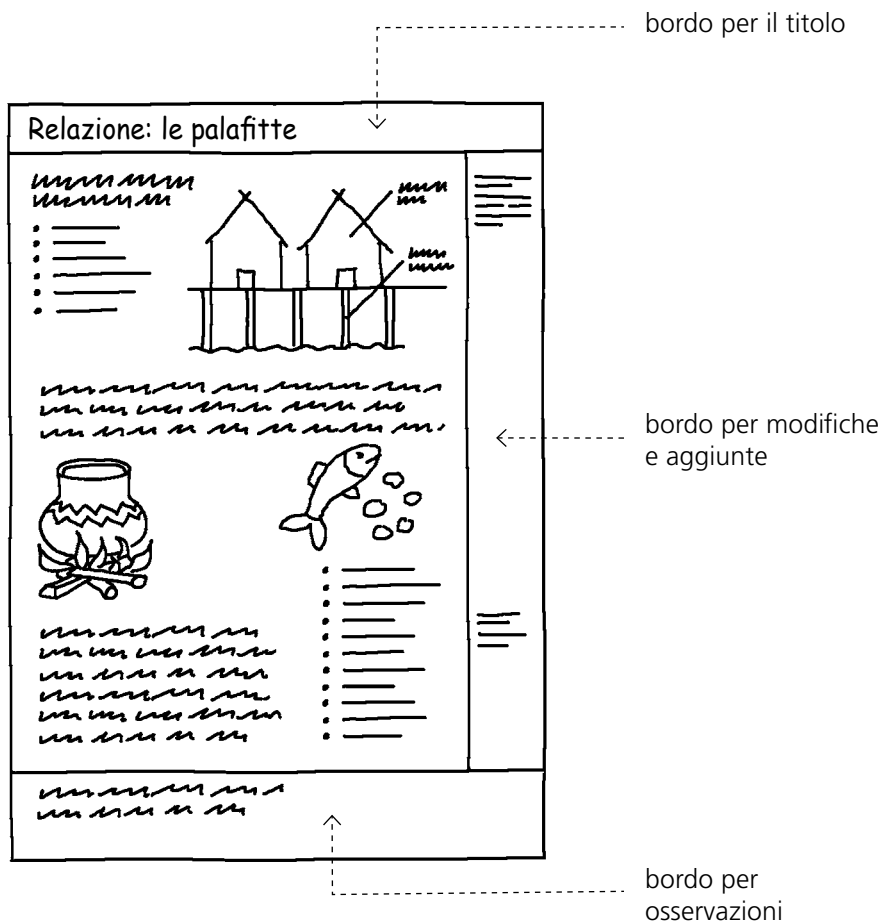 bordo per il titolo
Relazione: le palafitte
bordo per modifiche
e aggiunte
bordo per
osservazioni